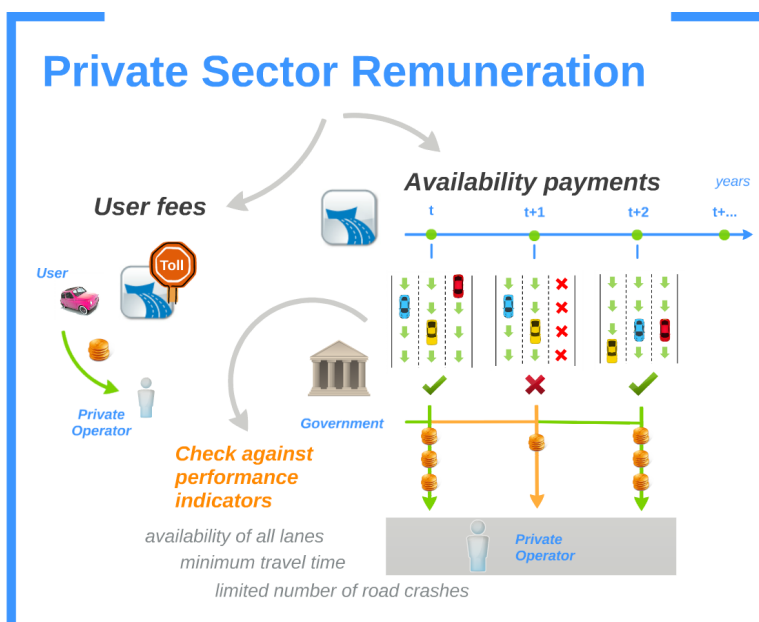 Private Sector Remuneration
User fees
Toll
User
Private
Operator
Availability payments
years
t
t+1
t+2
t+...
Government
Check against
performance
indicators
availability of all lanes
minimum travel time
limited number of road crashes
Private
Operator